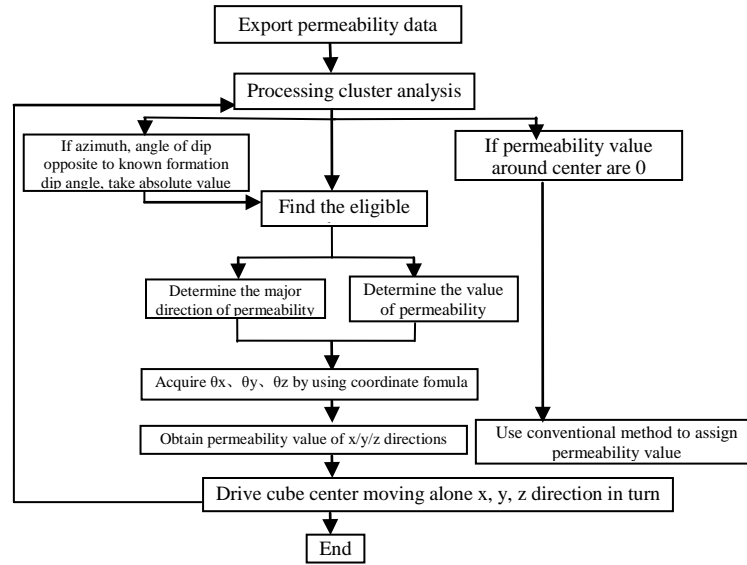 Export permeability data
Processing cluster analysis
If azimuth, angle of dip
opposite to known formation
dip angle, take absolute value
If permeability value
around center are 0
Find the eligible
Determine the major
direction of permeability
Determine the value
of permeability
Acquire θx、θy、θz by using coordinate fomula
Obtain permeability value of x/y/z directions
Use conventional method to assign
permeability value
Drive cube center moving alone x, y, z direction in turn
End